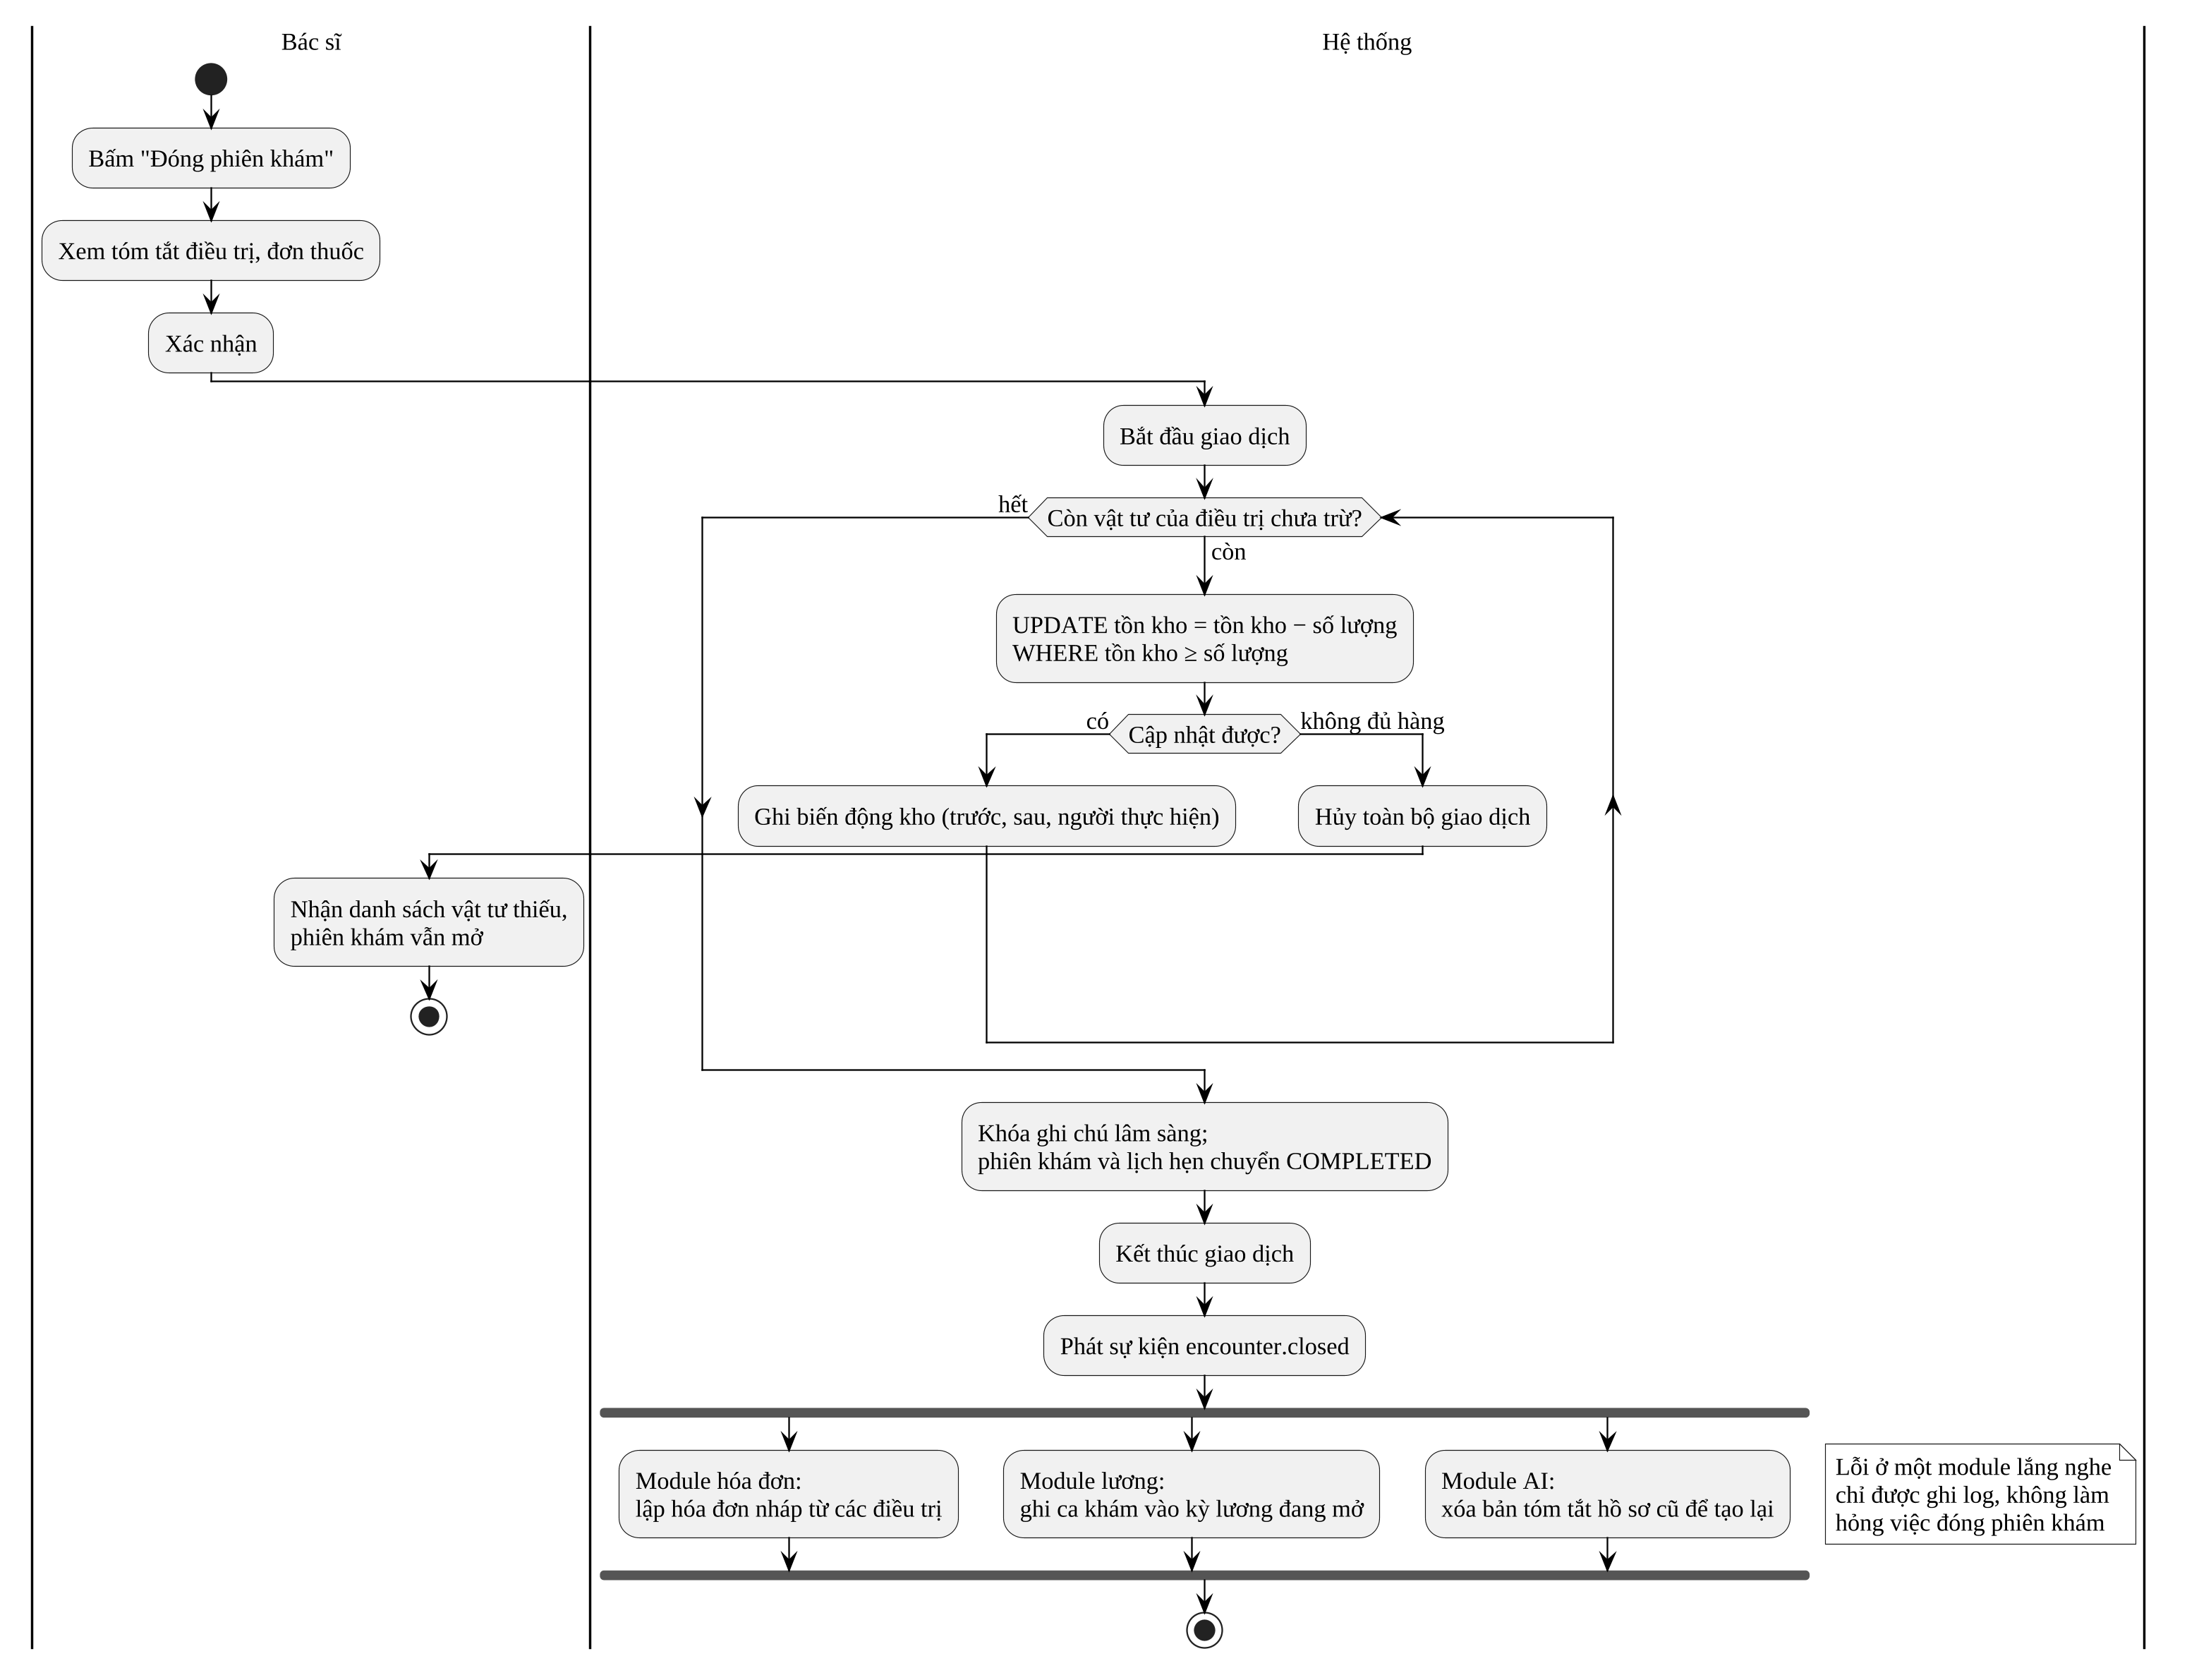 Bác sĩ
Hệ thống
Bấm "Đóng phiên khám"
Xem tóm tắt điều trị, đơn thuốc
Xác nhận
Bắt đầu giao dịch
hết
Còn vật tư của điều trị chưa trừ?
còn
UPDATE tồn kho = tồn kho − số lượng
WHERE tồn kho ≥ số lượng
có
Cập nhật được?
không đủ hàng
Ghi biến động kho (trước, sau, người thực hiện)
Hủy toàn bộ giao dịch
Nhận danh sách vật tư thiếu,
phiên khám vẫn mở
Khóa ghi chú lâm sàng;
phiên khám và lịch hẹn chuyển COMPLETED
Kết thúc giao dịch
Phát sự kiện encounter.closed
Module hóa đơn:
lập hóa đơn nháp từ các điều trị
Module lương:
ghi ca khám vào kỳ lương đang mở
Module AI:
xóa bản tóm tắt hồ sơ cũ để tạo lại
Lỗi ở một module lắng nghe
chỉ được ghi log, không làm
hỏng việc đóng phiên khám